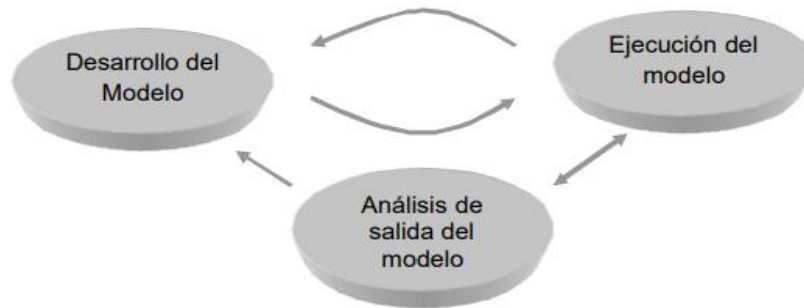 Desarrollo del
Modelo
Ejecución del
modelo
Análisis de
salida del
modelo